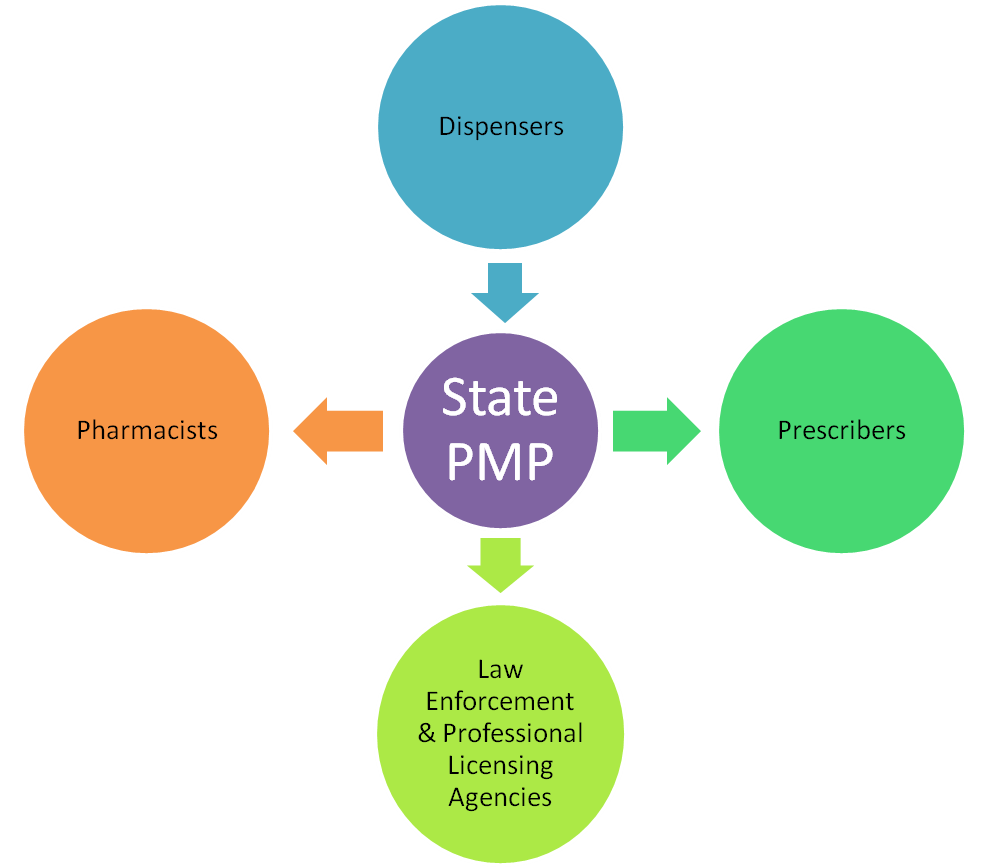 Dispensers
State
PMP
Pharmacists
Prescribers
Law
Enforcement
& Professional
Licensing
Agencies